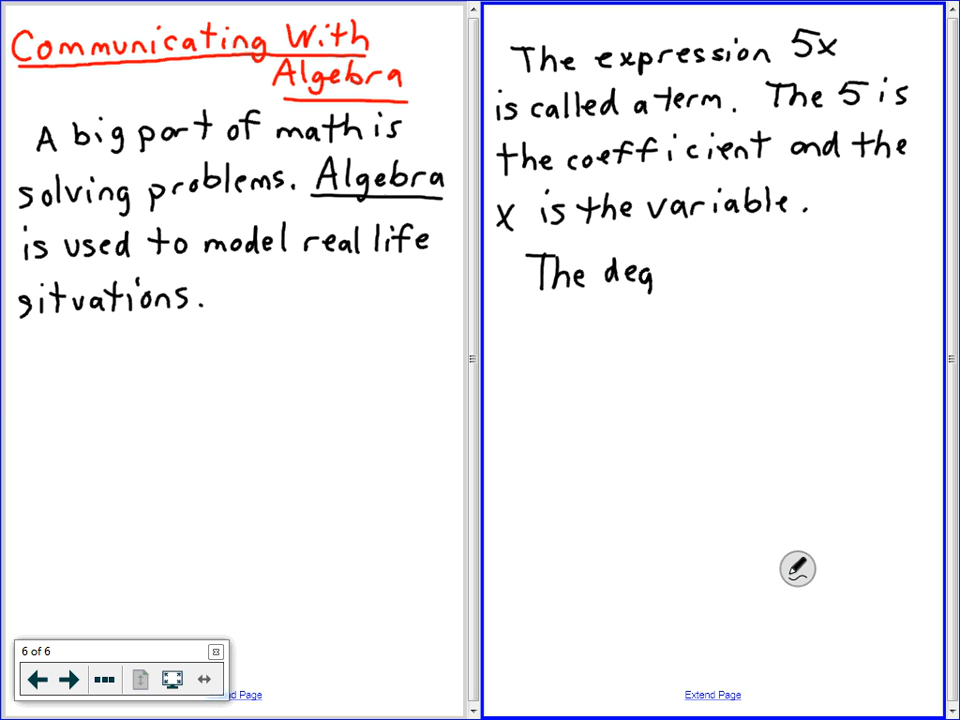 Communicating With
Algebra
A big part of math is
solving problems. Algebra
is used to model real life
situations.
6 of 6
nd Page
The expression 5x
is called a term. The 5 is
the coefficient and the
x is the variable.
The deg
Extend Page